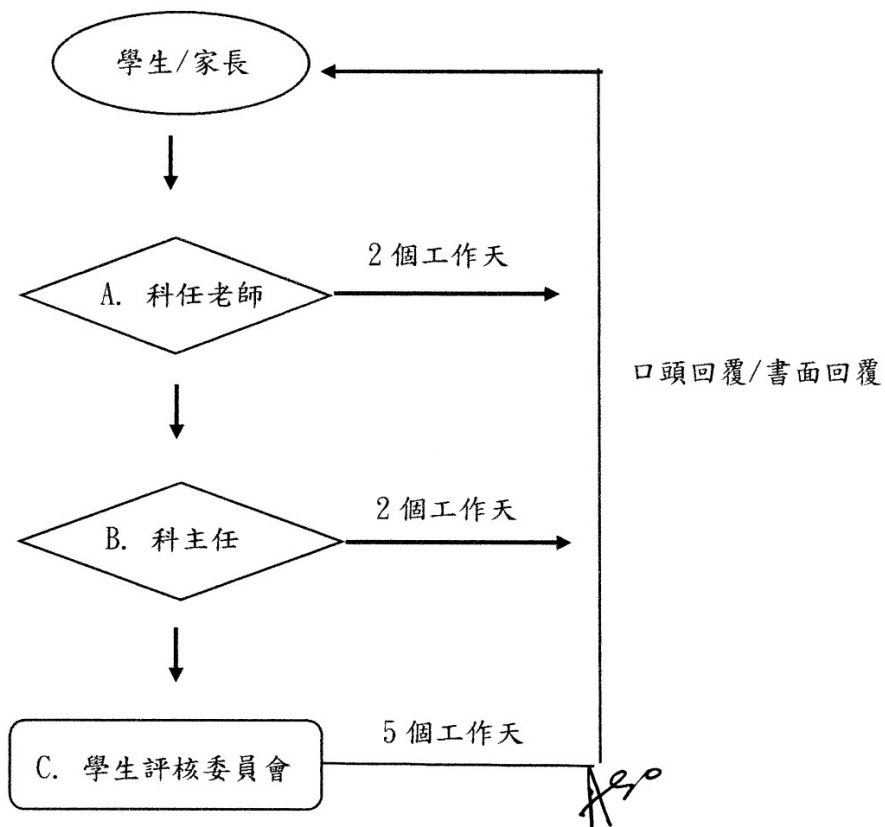 學生/家長
2 個工作天
A. 科任老師
口頭回覆/書面回覆
2 個工作天
B. 科主任
5 個工作天
C. 學生評核委員會